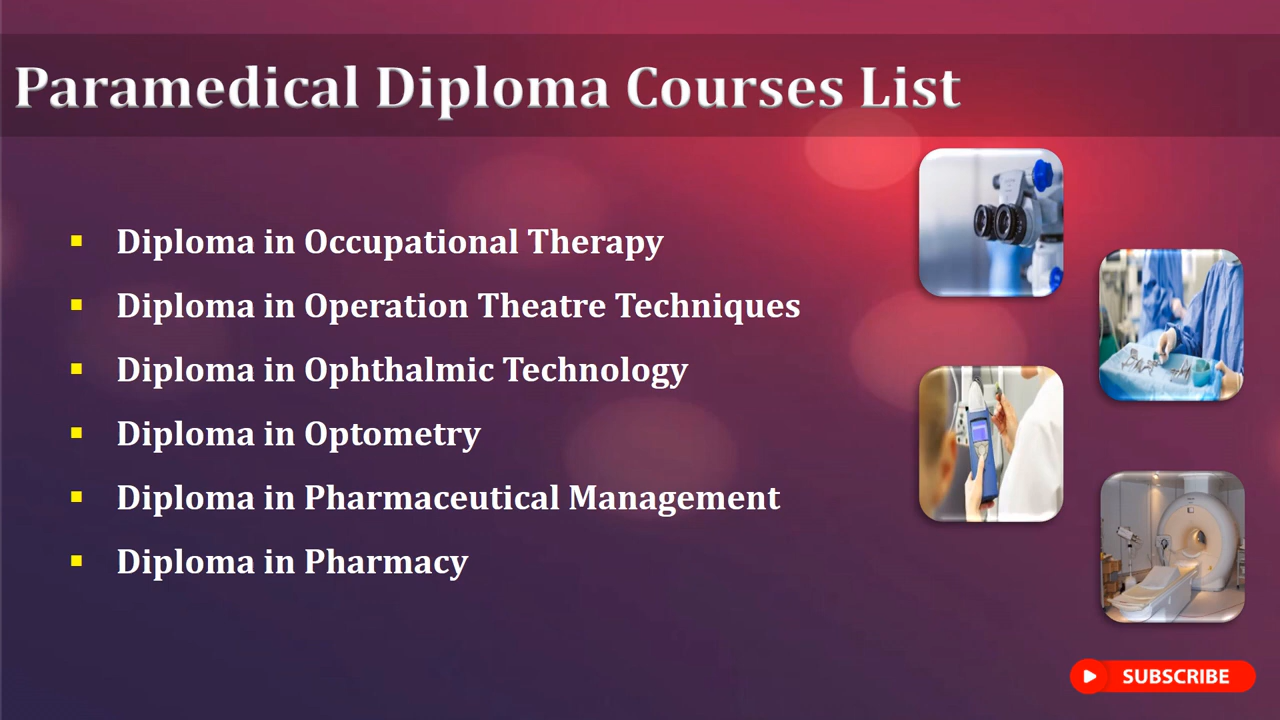 Paramedical Diploma Courses List
Diploma in Occupational Therapy
Diploma in Operation Theatre Techniques
Diploma in Ophthalmic Technology
Diploma in Optometry
Diploma in Pharmaceutical Management
Diploma in Pharmacy
SUBSCRIBE